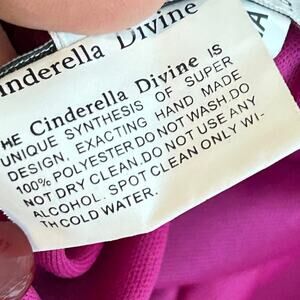 inderella Divine
HE Cinderella Divine IS
UNIQUE SYNTHESIS OF SUPER
DESIGN, EXACTING HAND MADE
100% POLYESTER.DO NOT WASH.DO
NOT DRY CLEAN.DO NOT USE ANY
ALCOHOL. SPOT CLEAN ONLY WI-
TH COLD WATER.